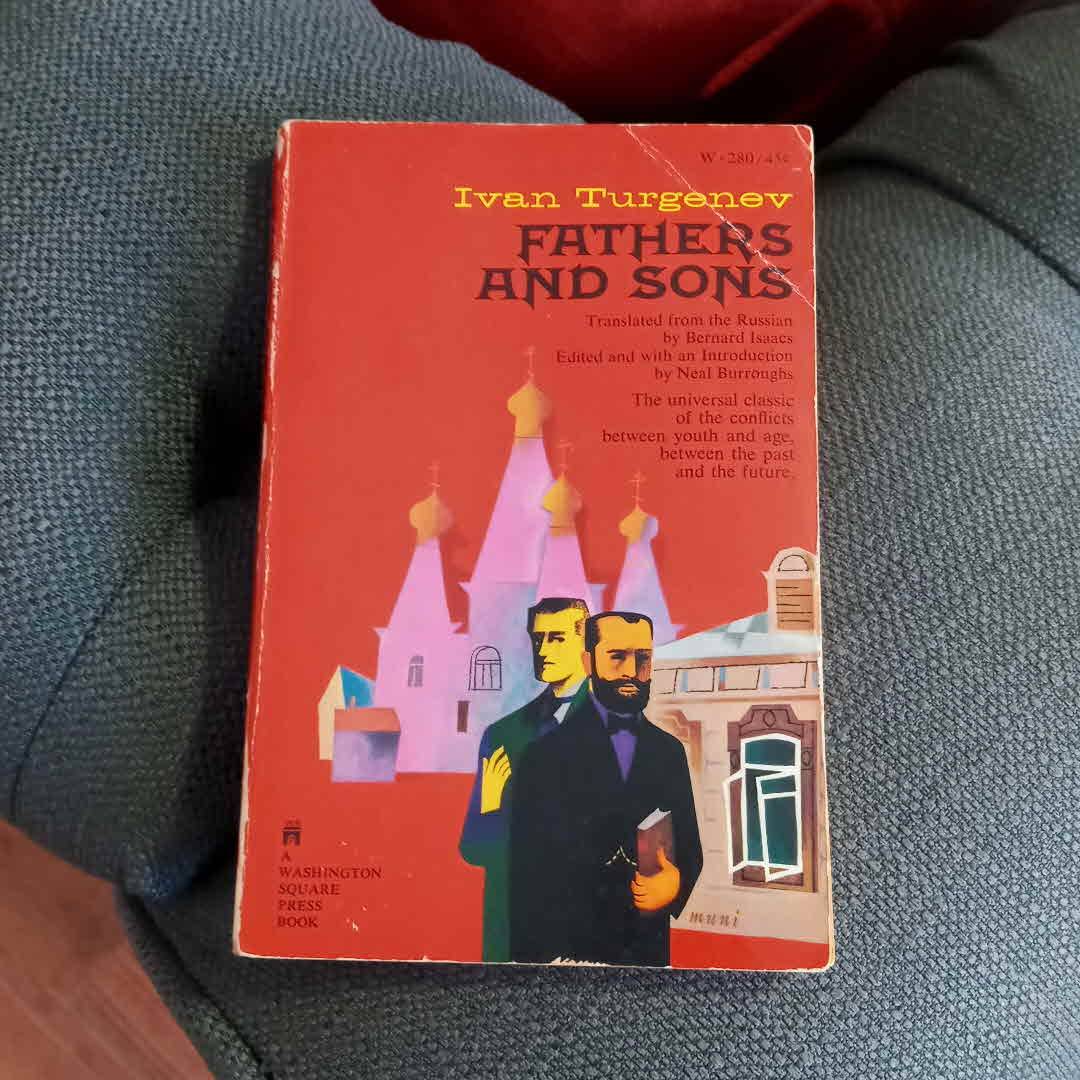 W•280/45¢
Ivan Turgenev
FATHERS
AND SONS
Translated from the Russian
by Bernard Isaacs
Edited and with an Introduction
by Neal Burroughs
The universal classic
of the conflicts
between youth and age,
between the past
and the future.
A
WASHINGTON
SQUARE
PRESS
BOOK
muni